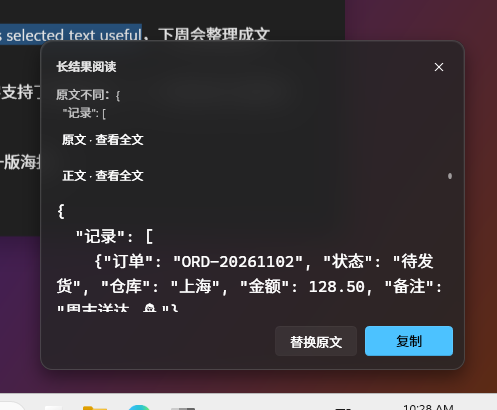 s selected text useful，下周会整理成文
长结果阅读
原文不同：{
"记录": [
支持了
原文 · 查看全文
正文 · 查看全文
{
"记录": [
{"订单": "ORD-20261102", "状态": "待发
货", "仓库": "上海", "金额": 128.50, "备注":
替换原文
复制
10:28 AM